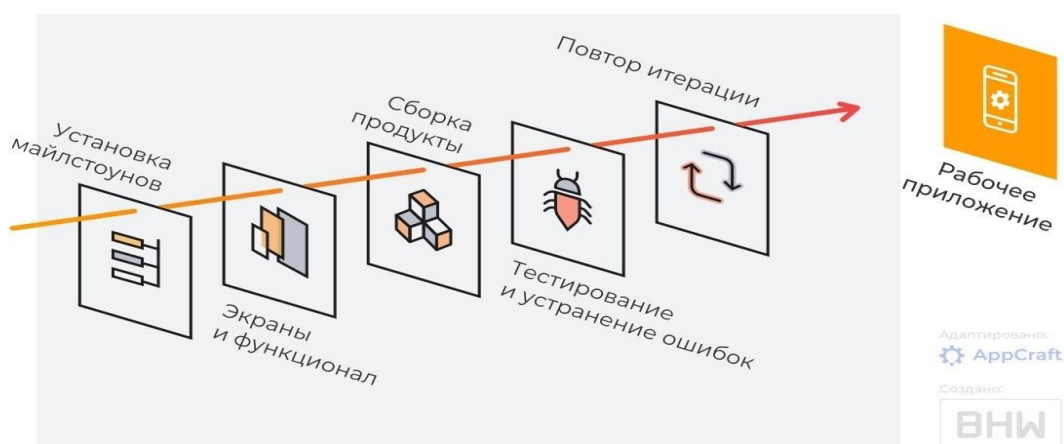 Установка
майлстоунов
Экраны
и функционал
Сборка
продукты
Тестирование
и устранение ошибок
Повтор итерации
Рабочее
приложение
Адаптировано:
AppCraft
Создано:
BHW